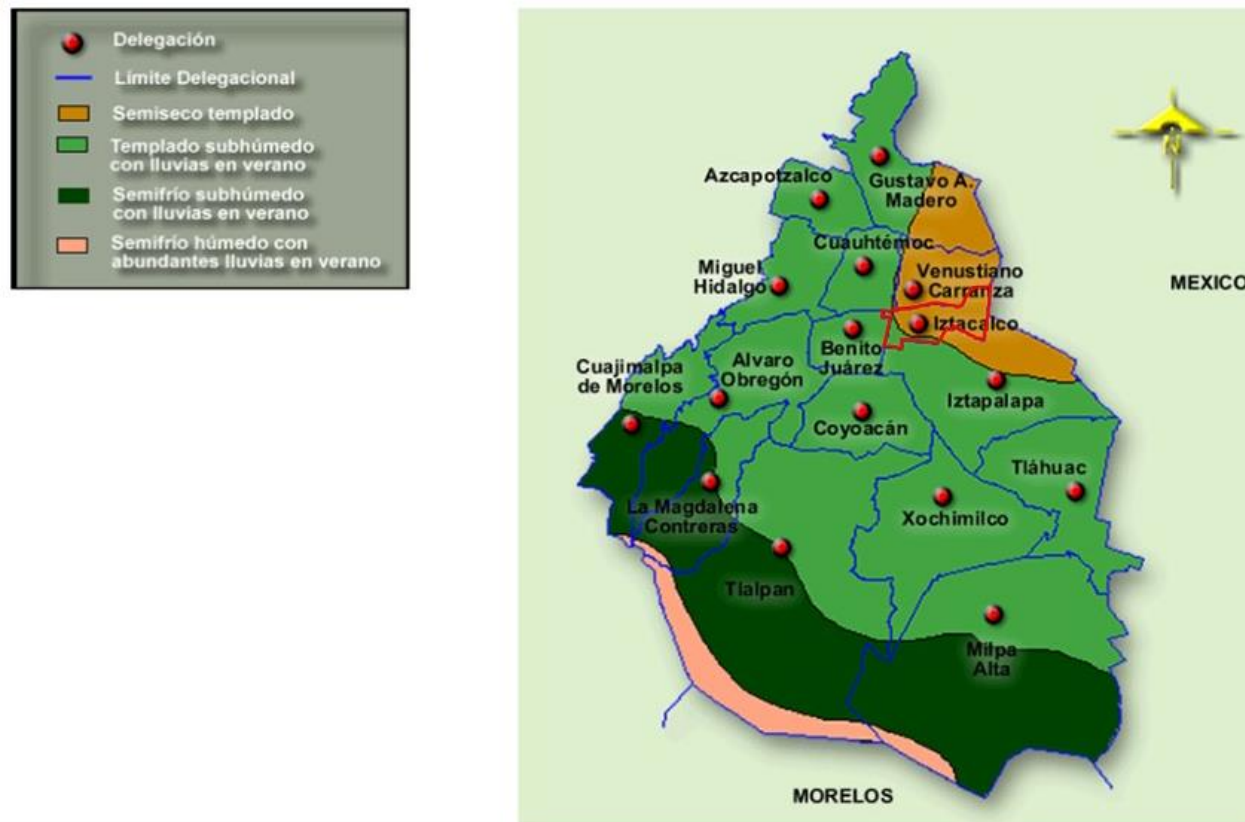 Delegación
Límite Delegacional
Semiseco templado
Templado subhúmedo
con lluvias en verano
Semifrío subhúmedo
con lluvias en verano
Semifrío húmedo con
abundantes lluvias en verano
N
Azcapotzalco
Gustavo A.
Madero
Cuauhtémoc
Miguel
Hidalgo
Venustiano
Carranza
MEXICO
Iztacalco
Benito
Juárez
Cuajimalpa
de Morelos
Alvaro
Obregón
Iztapalapa
Coyoacán
Tláhuac
La Magdalena
Contreras
Xochimilco
Tlalpan
Milpa
Alta
MORELOS